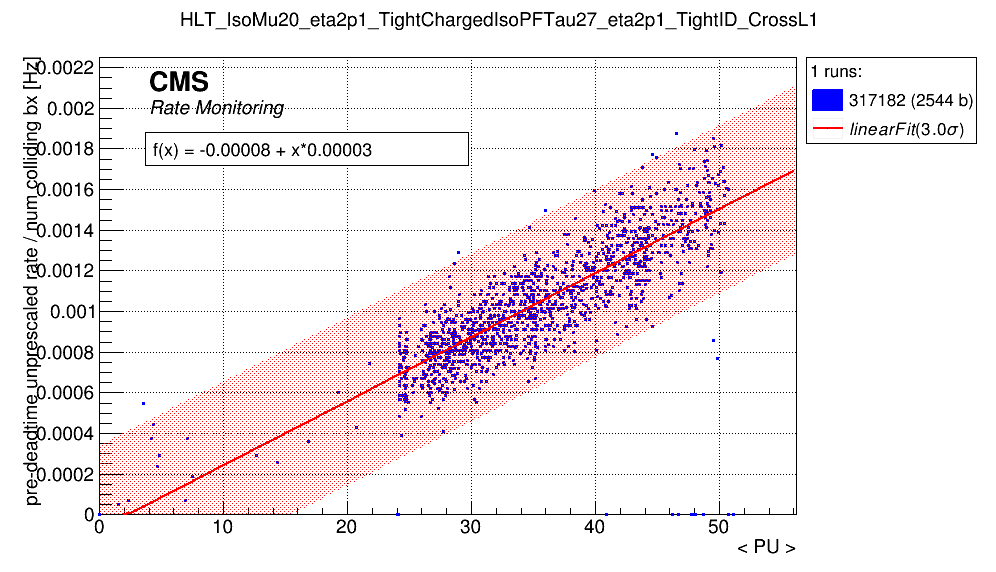 HLT_IsoMu20_eta2p1_TightChargedIsoPFTau27_eta2p1_TightID_CrossL1
pre-deadtime unprescaled rate / num colliding bx [Hz]
0.0022
0.002
0.0018
0.0016
0.0014
0.0012
0.001
0.0008
0.0006
0.0004
0.0002
0
CMS
Rate Monitoring
f(x) = -0.00008 + x*0.00003
0 10 20 30 40 50
< PU >
1 runs:
317182 (2544 b)
linearFit(3.0σ)